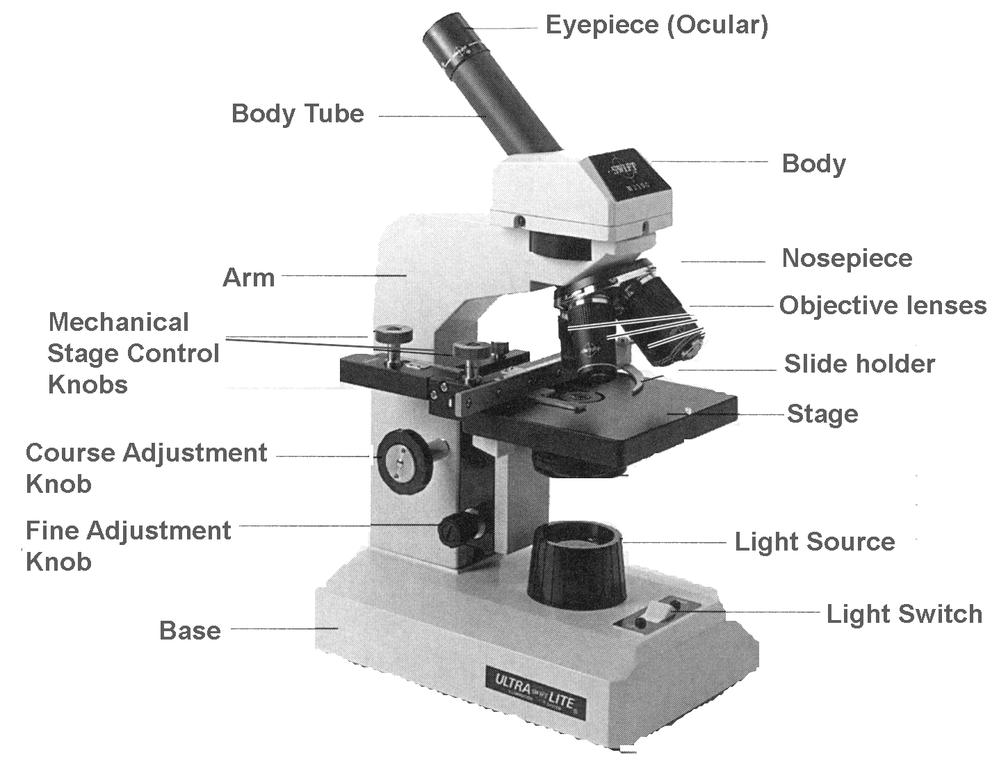 Eyepiece (Ocular)
Body Tube
Body
SWIFT
Nosepiece
Arm
Objective lenses
Mechanical
Stage Control
Knobs
Slide holder
Stage
Course Adjustment
Knob
Fine Adjustment
Knob
Light Source
Light Switch
Base
ULTRA LITE